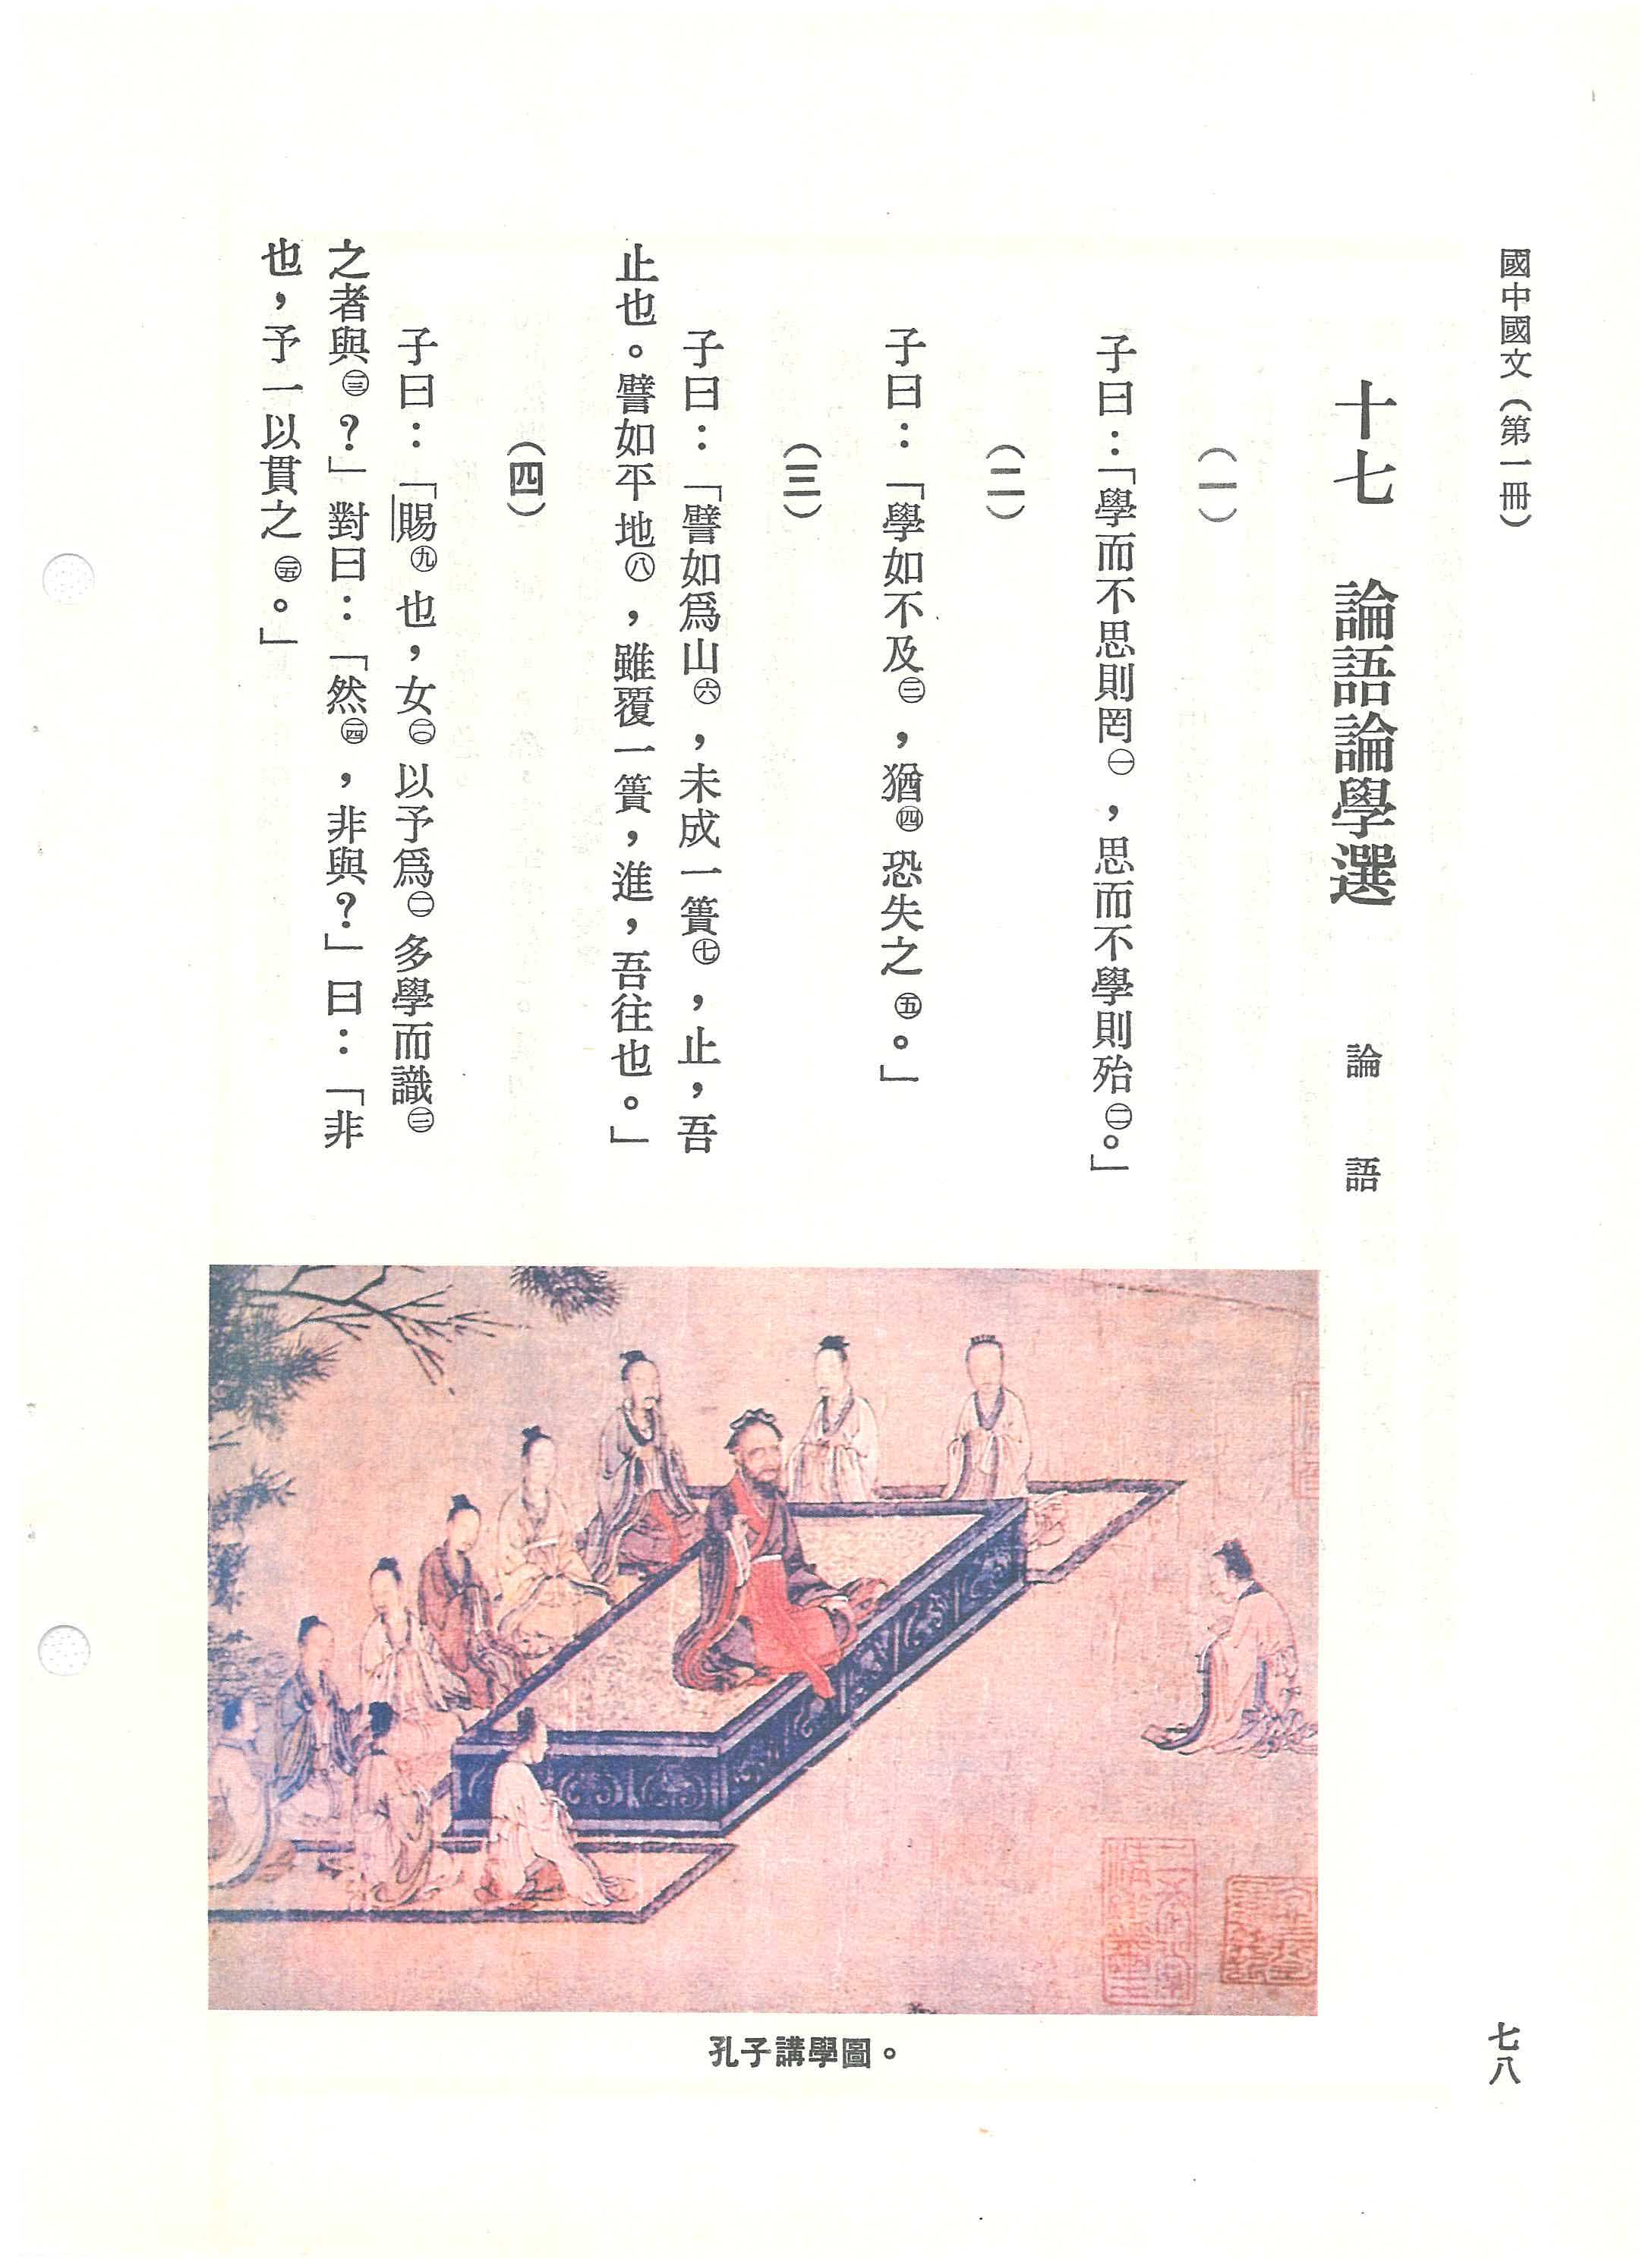 國中國文（第一冊）
十七　論語論學選　論語
（一）
子曰：「學而不思則罔㊀，思而不學則殆㊁。」
（二）
子曰：「學如不及㊂，猶㊃恐失之㊄。」
（三）
子曰：「譬如爲山㊅，未成一簣㊆，止，吾
止也。譬如平地㊇，雖覆一簣，進，吾往也。」
（四）
子曰：「賜㊈也，女㊉以予爲⑪多學而識⑫
之者與⑬？」對曰：「然⑭，非與？」曰：「非
也，予一以貫之⑮。」
孔子講學圖。
七八